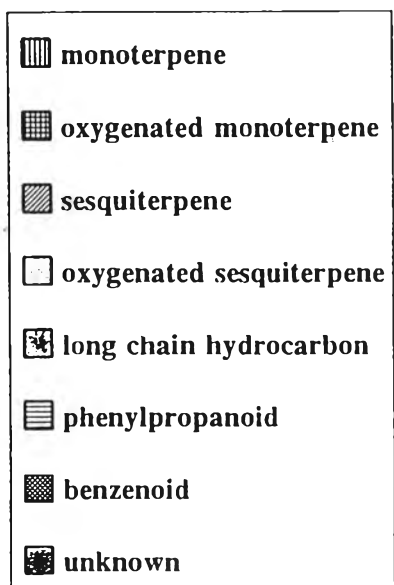 monoterpene
oxygenated monoterpene
sesquiterpene
oxygenated sesquiterpene
long chain hydrocarbon
phenylpropanoid
benzenoid
unknown